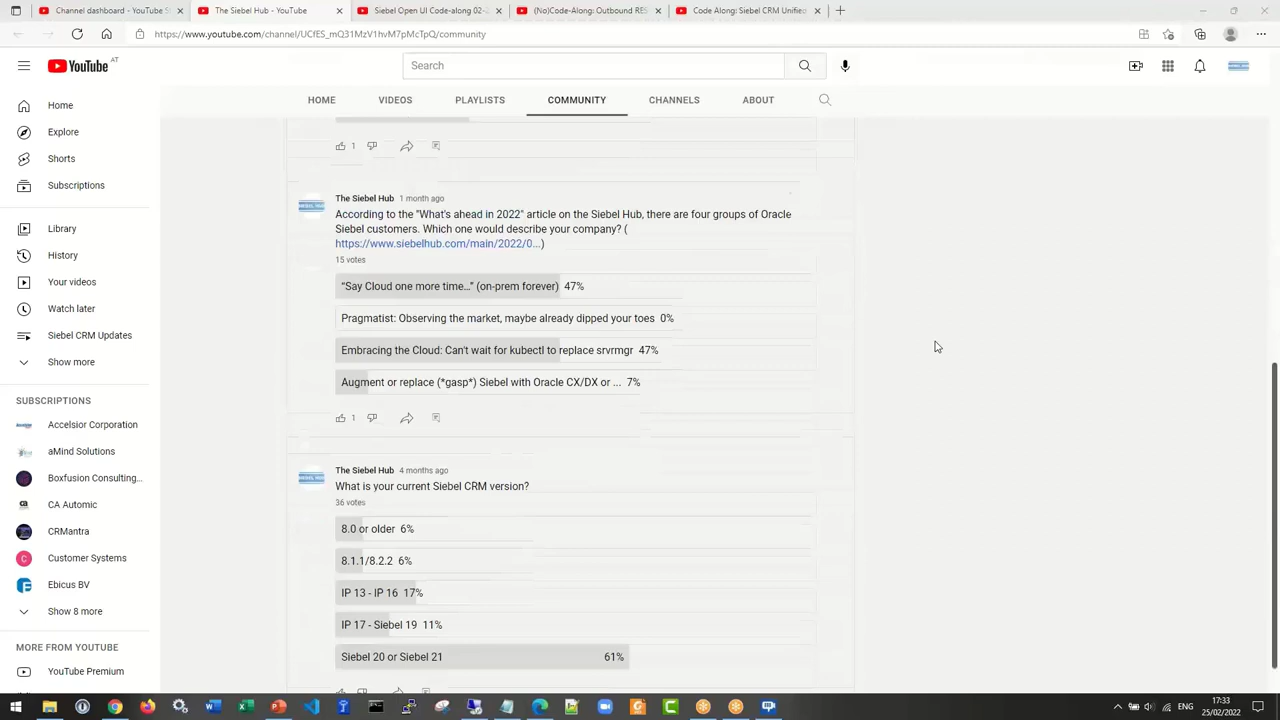 Channel dashboard - YouTube S
The Siebel Hub - YouTube
Siebel Open UI Code-along 02 -
(No)Code-Along: Outbound RES
Code Along: Siebel CRM Unified
https://www.youtube.com/channel/UCfES_mQ31MzV1hvM7pMcTpQ/community
YouTube AT
Search
HOME
VIDEOS
PLAYLISTS
COMMUNITY
CHANNELS
ABOUT
Home
Explore
Shorts
Subscriptions
Library
History
Your videos
Watch later
Siebel CRM Updates
Show more
SUBSCRIPTIONS
Accelsior Corporation
aMind Solutions
Boxfusion Consulting...
CA Automic
CRMantra
Customer Systems
Ebicus BV
Show 8 more
MORE FROM YOUTUBE
YouTube Premium
1
The Siebel Hub 1 month ago
According to the "What's ahead in 2022" article on the Siebel Hub, there are four groups of Oracle
Siebel customers. Which one would describe your company? (
https://www.siebelhub.com/main/2022/0...)
15 votes
“Say Cloud one more time…” (on-prem forever) 47%
Pragmatist: Observing the market, maybe already dipped your toes 0%
Embracing the Cloud: Can't wait for kubectl to replace srvrmgr 47%
Augment or replace (*gasp*) Siebel with Oracle CX/DX or ... 7%
1
The Siebel Hub 4 months ago
What is your current Siebel CRM version?
36 votes
8.0 or older 6%
8.1.1/8.2.2 6%
IP 13 - IP 16 17%
IP 17 - Siebel 19 11%
Siebel 20 or Siebel 21 61%
ENG
17:33
25/02/2022